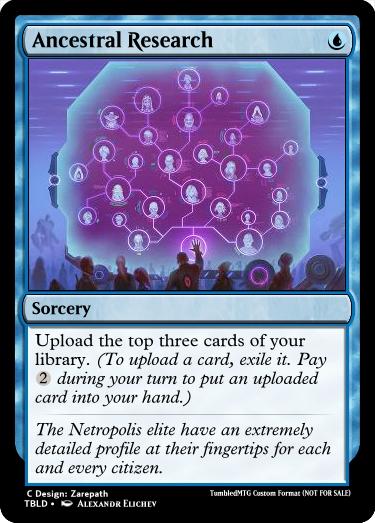 Ancestral Research
Sorcery
Upload the top three cards of your
library. (To upload a card, exile it. Pay
2 during your turn to put an uploaded
card into your hand.)
The Netropolis elite have an extremely
detailed profile at their fingertips for each
and every citizen.
C Design: Zarepath
TBLD • Alexandr Elichev
TumbledMTG Custom Format (NOT FOR SALE)